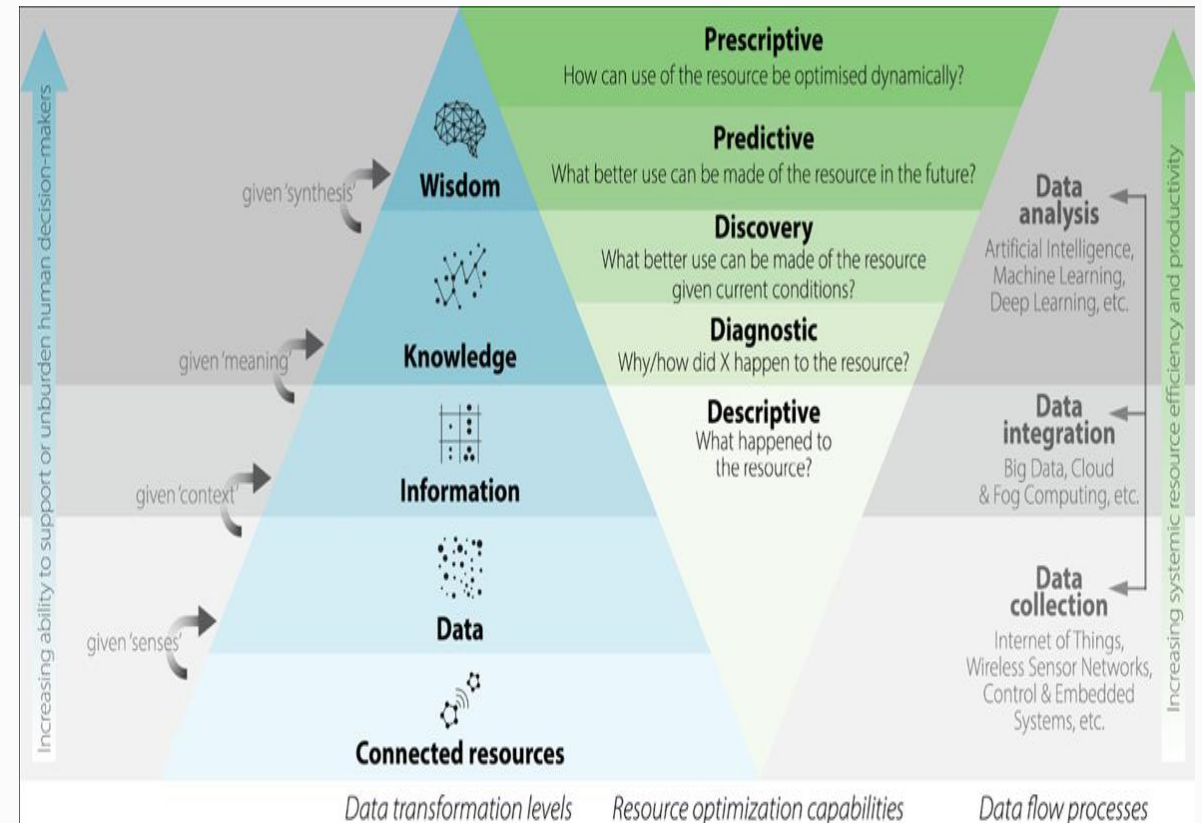 Increasing ability to support or unburden human decision-makers
given 'synthesis'
given 'meaning'
given 'context'
given 'senses'
Wisdom
Knowledge
Information
Data
Connected resources
Prescriptive
How can use of the resource be optimised dynamically?
Predictive
What better use can be made of the resource in the future?
Discovery
What better use can be made of the resource
given current conditions?
Diagnostic
Why/how did X happen to the resource?
Descriptive
What happened to
the resource?
Data
analysis
Artificial Intelligence,
Machine Learning,
Deep Learning, etc.
Data
integration
Big Data, Cloud
& Fog Computing, etc.
Data
collection
Internet of Things,
Wireless Sensor Networks,
Control & Embedded
Systems, etc.
Increasing systemic resource efficiency and productivity
Data transformation levels
Resource optimization capabilities
Data flow processes